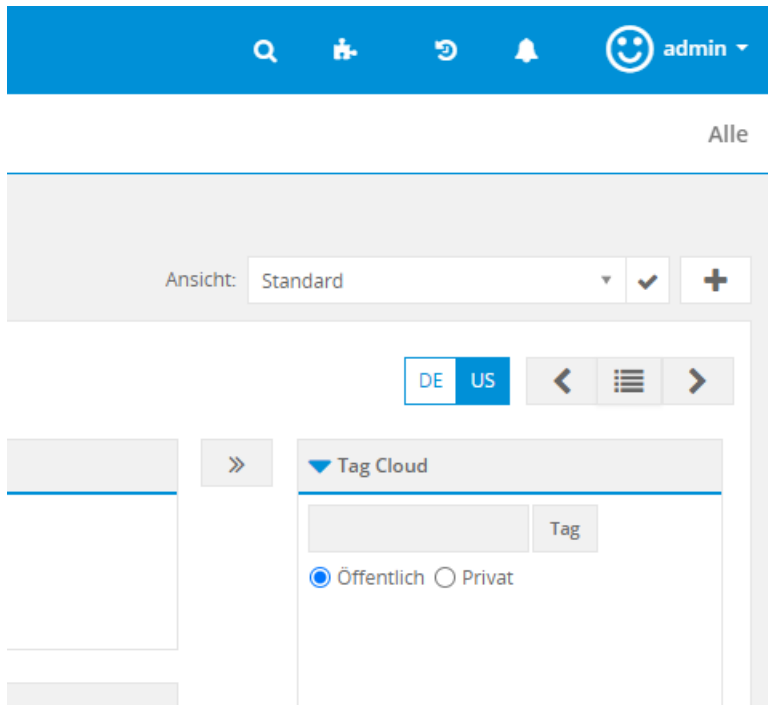 admin
Alle
Ansicht: Standard
DE US
Tag Cloud
Tag
Öffentlich Privat